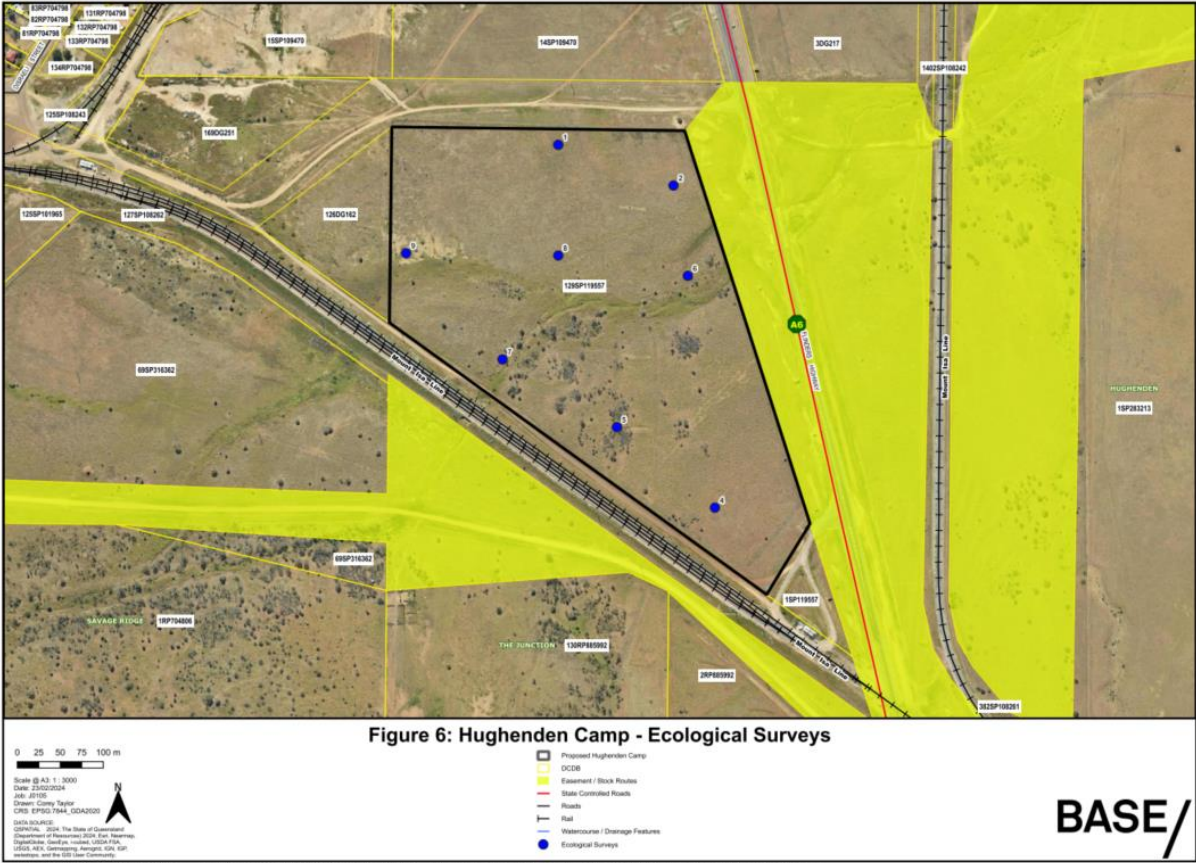 83RP704798
131RP704798
82RP704798
132RP704798
81RP704798
133RP704798
134RP704798
15SP109470
14SP109470
3DG217
1402SP108242
125SP108243
169DG251
1
2
125SP161965
127SP108262
126DG162
9
8
6
129SP119557
A6
FLINDERS HIGHWAY
Mount Isa Line
7
Mount Isa Line
69SP316362
HUGHENDEN
1SP283213
5
4
69SP316362
1SP119557
SAVAGE RIDGE
1RP704806
THE JUNCTION
130RP885992
Mount Isa Line
2RP885992
382SP108261
Figure 6: Hughenden Camp - Ecological Surveys
0 25 50 75 100 m
Scale @ A3: 1 : 3000
Date: 23/02/2024
Job: J0105
Drawn: Corey Taylor
CRS: EPSG:7844_GDA2020
N
DATA SOURCE:
QSPATIAL 2024: The State of Queensland
(Department of Resources) 2024; Esri, Nearmap,
USGS, AEX, Getmapping, Aerogrid, IGN, IGP,
swisstopo, and the GIS User Community;
Proposed Hughenden Camp
DCDB
Easement / Stock Routes
State Controlled Roads
Roads
Rail
Watercourse / Drainage Features
Ecological Surveys
BASE/